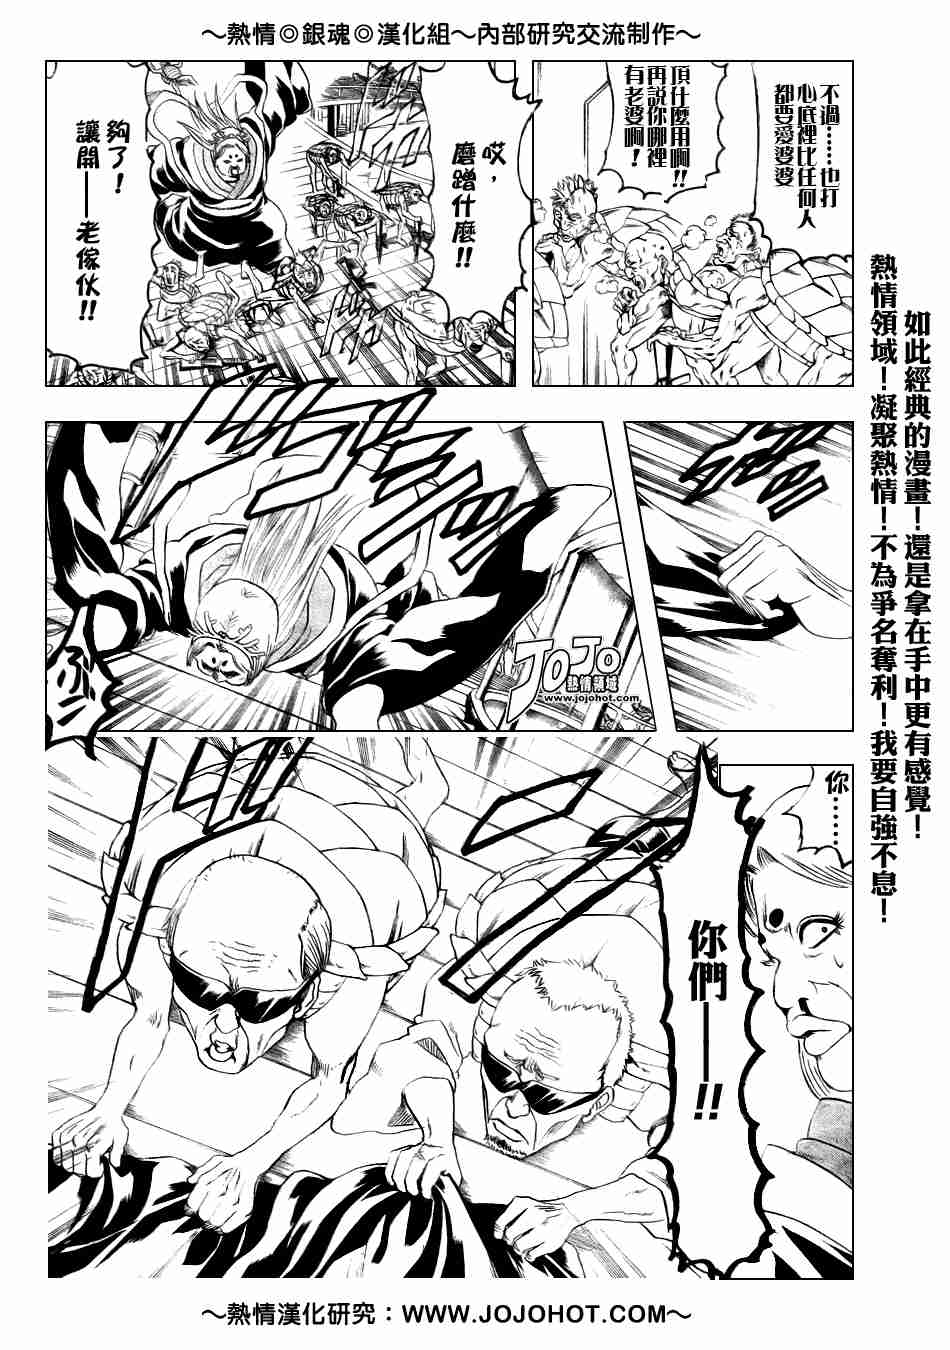 ～熱情◎銀魂◎漢化組～內部研究交流制作～
不過……也打
心底裡比任何人
都要愛婆婆
頂什麼用啊!!
再說你哪裡
有老婆啊！
哎，
磨蹭什麼!!
夠了！
讓開——老傢伙!!
JOJO
熱情領域
www.jojohot.com
你……
你們——!!
如此經典的漫畫！還是拿在手中更有感覺！
熱情領域！凝聚熱情！不為爭名奪利！我要自強不息！
～熱情漢化研究：WWW.JOJOHOT.COM～